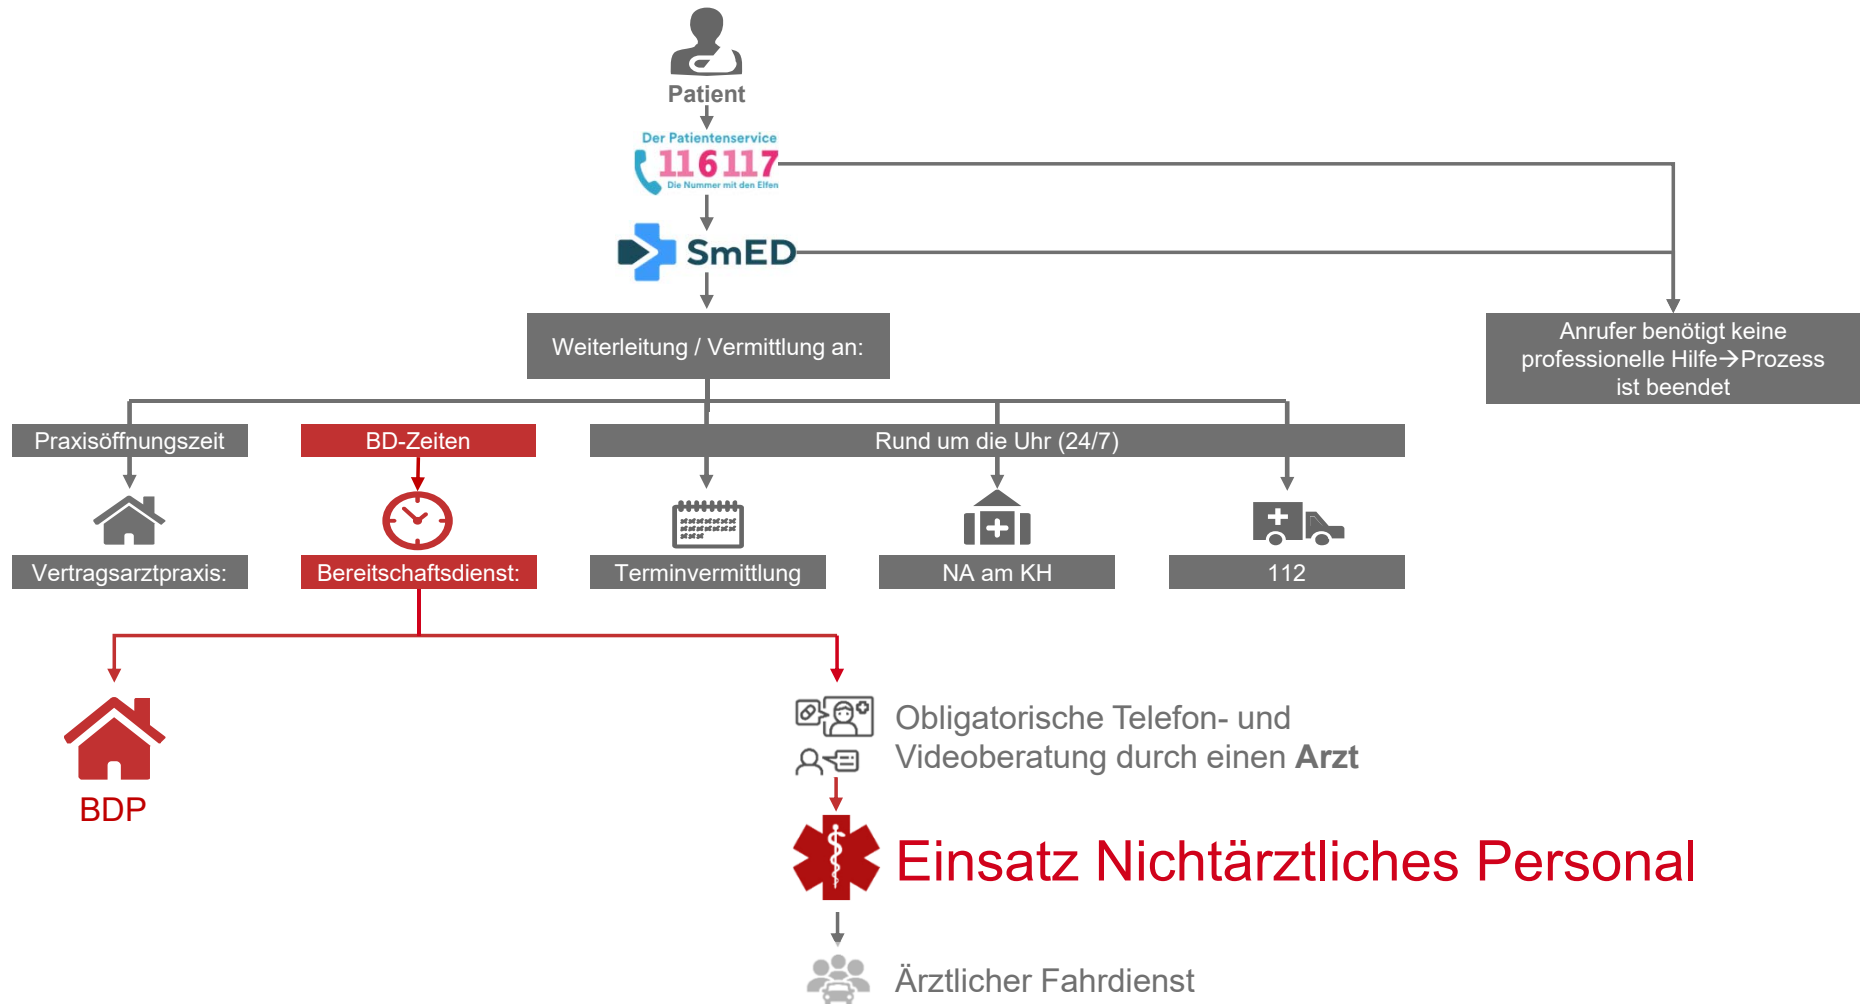 Patient
Der Patientenservice
116117
Die Nummer mit den Elfen
SmED
Weiterleitung / Vermittlung an:
Anrufer benötigt keine
professionelle Hilfe→Prozess
ist beendet
Praxisöffnungszeit
BD-Zeiten
Rund um die Uhr (24/7)
Vertragsarztpraxis:
Bereitschaftsdienst:
Terminvermittlung
NA am KH
112
BDP
Obligatorische Telefon- und
Videoberatung durch einen Arzt
Einsatz Nichtärztliches Personal
Ärztlicher Fahrdienst